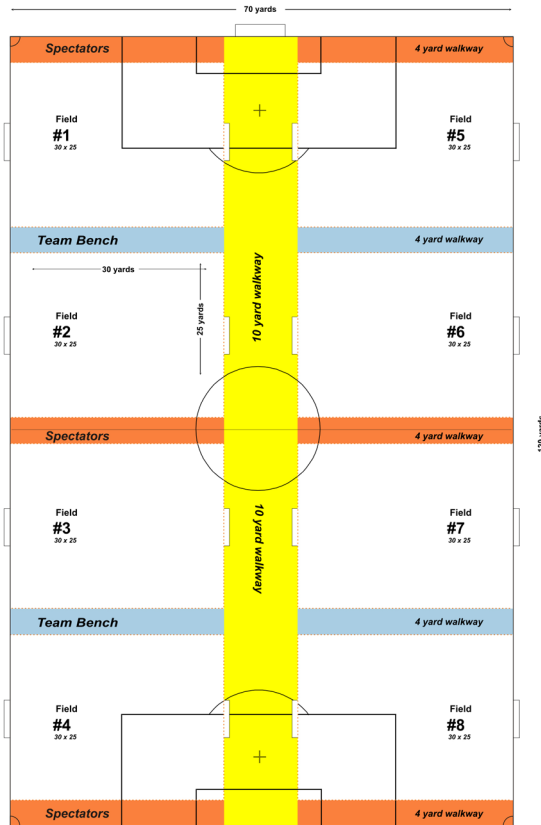 70 yards
Spectators
4 yard walkway
Field
#1
30 x 25
Field
#5
30 x 25
Team Bench
4 yard walkway
10 yard walkway
30 yards
25 yards
Field
#2
30 x 25
Field
#6
30 x 25
Spectators
4 yard walkway
10 yard walkway
Field
#3
30 x 25
Field
#7
30 x 25
Team Bench
4 yard walkway
Field
#4
30 x 25
Field
#8
30 x 25
Spectators
4 yard walkway